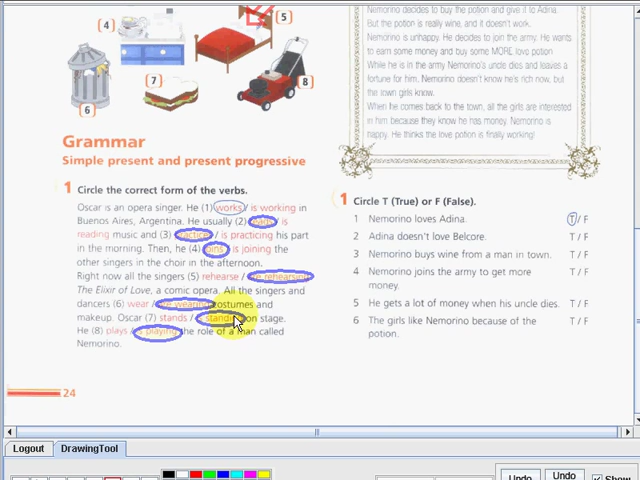 4
5
6
7
8
Grammar
Simple present and present progressive
1 Circle the correct form of the verbs.
Oscar is an opera singer. He (1) works / is working in
Buenos Aires, Argentina. He usually (2) reads / is
reading music and (3) practices / is practicing his part
in the morning. Then, he (4) joins / is joining the
other singers in the choir in the afternoon.
Right now all the singers (5) rehearse / are rehearsing
The Elixir of Love, a comic opera. All the singers and
dancers (6) wear / are wearing costumes and
makeup. Oscar (7) stands / is standing on stage.
He (8) plays / is playing the role of a man called
Nemorino.
24
Nemorino decides to buy the potion and give it to Adina.
But the potion is really wine, and it doesn't work.
Nemorino is unhappy. He decides to join the army. He wants
to earn some money and buy some MORE love potion
While he is in the army Nemorino's uncle dies and leaves a
fortune for him. Nemorino doesn't know he's rich now, but
the town girls know.
When he comes back to the town, all the girls are interested
in him because they know he has money. Nemorino is
happy. He thinks the love potion is finally working!
1 Circle T (True) or F (False).
1 Nemorino loves Adina. T / F
2 Adina doesn't love Belcore. T / F
3 Nemorino buys wine from a man in town. T / F
4 Nemorino joins the army to get more T / F
money.
5 He gets a lot of money when his uncle dies. T / F
6 The girls like Nemorino because of the T / F
potion.
Logout
DrawingTool
Undo
Undo
Show